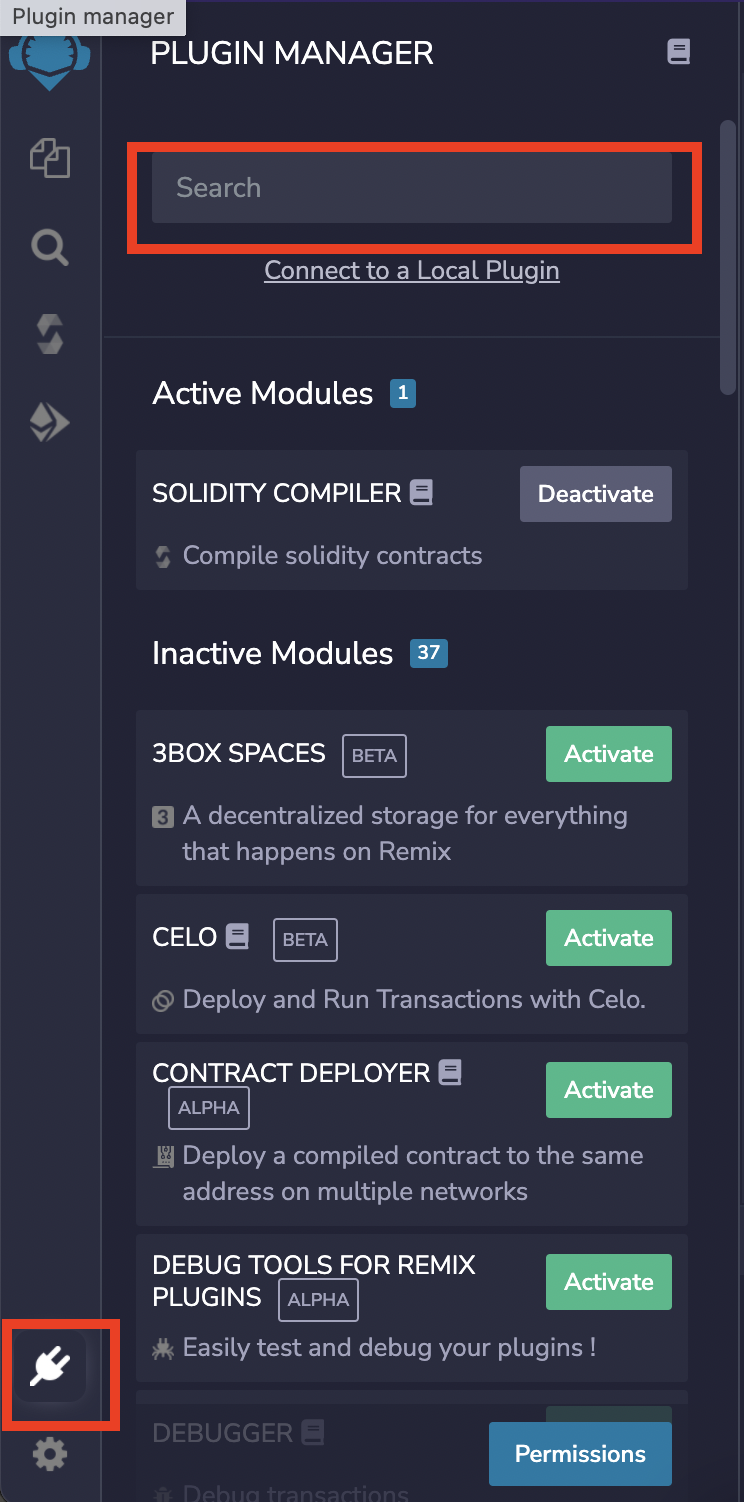 Plugin manager
PLUGIN MANAGER
Search
Connect to a Local Plugin
Active Modules 1
SOLIDITY COMPILER
Deactivate
Compile solidity contracts
Inactive Modules 37
3BOX SPACES BETA
Activate
3 A decentralized storage for everything
that happens on Remix
CELO BETA
Activate
Deploy and Run Transactions with Celo.
CONTRACT DEPLOYER
ALPHA
Activate
Deploy a compiled contract to the same
address on multiple networks
DEBUG TOOLS FOR REMIX
PLUGINS ALPHA
Activate
Easily test and debug your plugins !
DEBUGGER
Permissions
Debug transactions